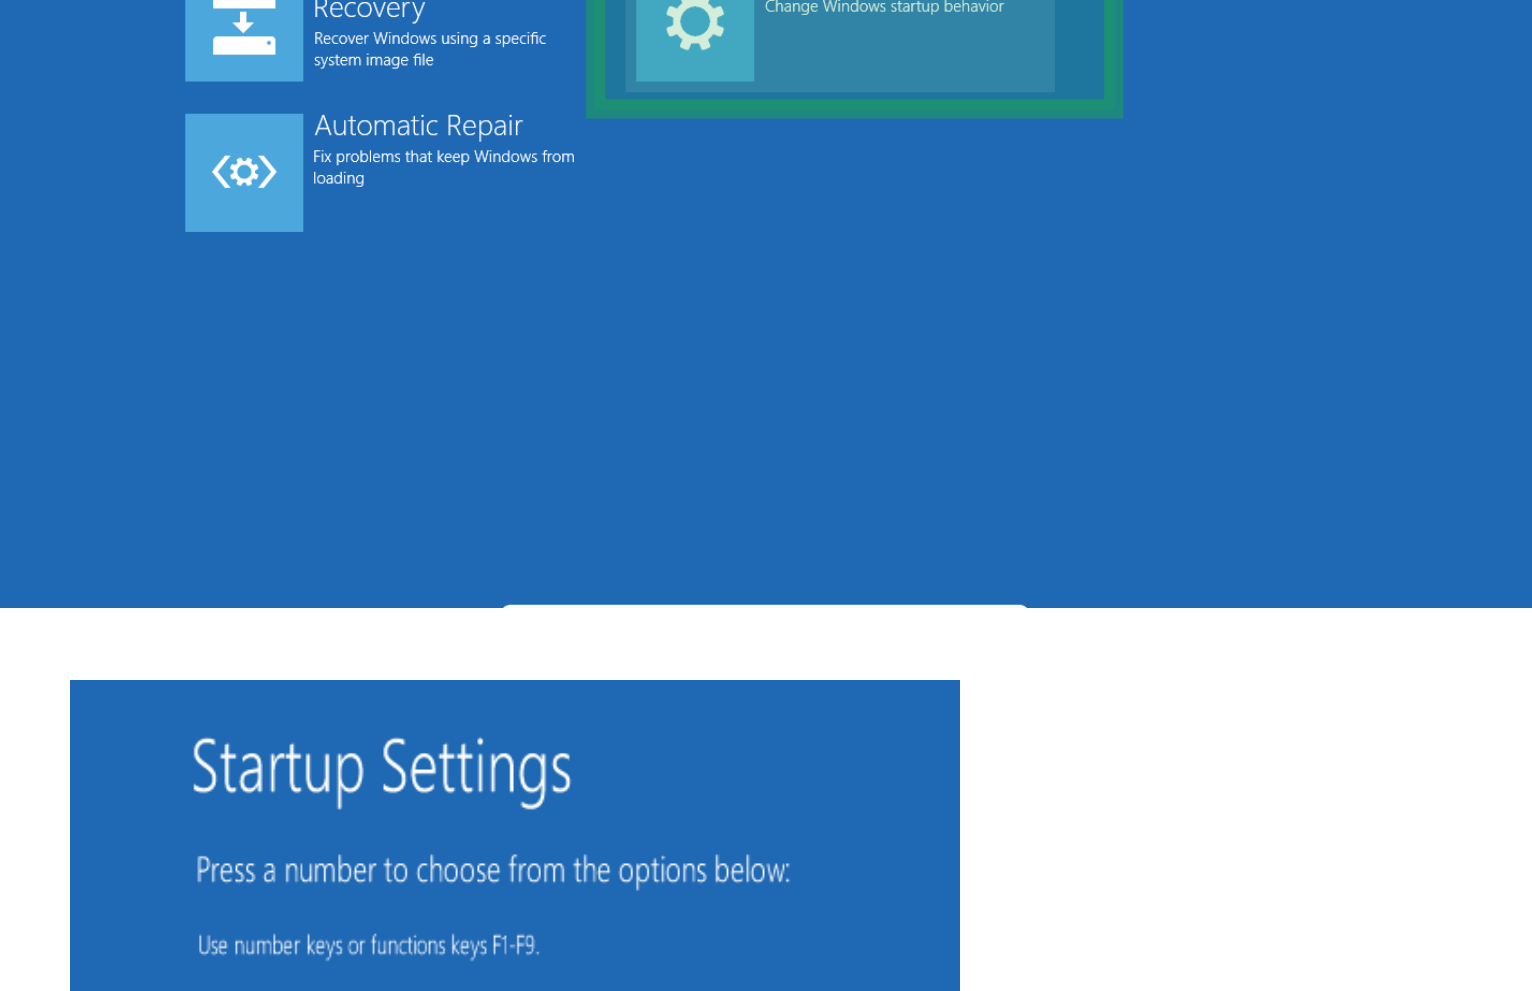 Recovery
Recover Windows using a specific
system image file
Change Windows startup behavior
Automatic Repair
Fix problems that keep Windows from
loading
Startup Settings
Press a number to choose from the options below:
Use number keys or functions keys F1-F9.